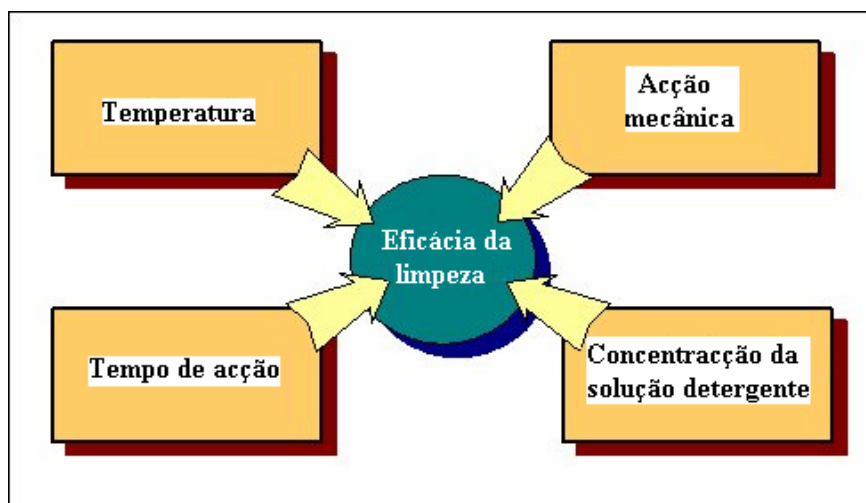 Temperatura
Acção
mecânica
Eficácia da
limpeza
Tempo de acção
Concentracção da
solução detergente